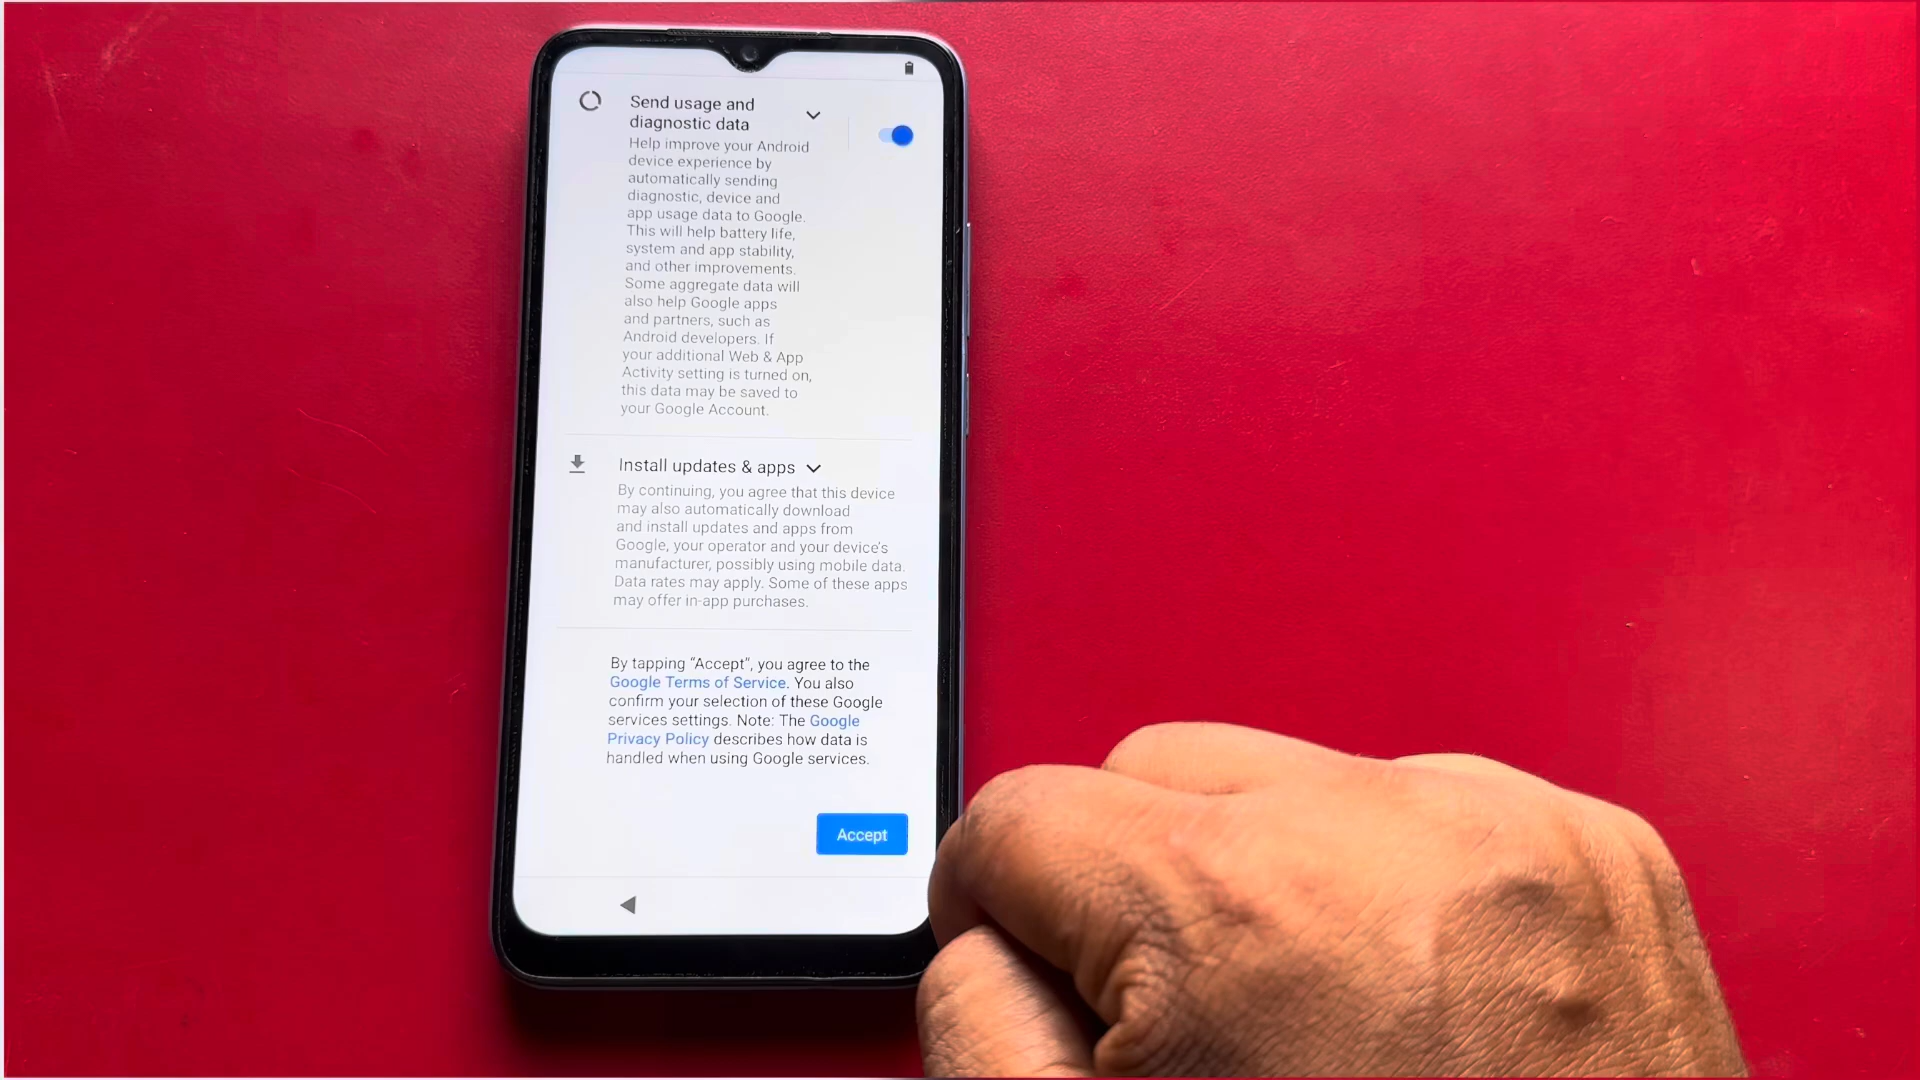 Send usage and
diagnostic data
Help improve your Android
device experience by
automatically sending
diagnostic, device and
app usage data to Google.
This will help battery life,
system and app stability,
and other improvements.
Some aggregate data will
also help Google apps
and partners, such as
Android developers. If
your additional Web & App
Activity setting is turned on,
this data may be saved to
your Google Account.
Install updates & apps
By continuing, you agree that this device
may also automatically download
and install updates and apps from
Google, your operator and your device's
manufacturer, possibly using mobile data.
Data rates may apply. Some of these apps
may offer in-app purchases.
By tapping “Accept”, you agree to the
Google Terms of Service. You also
confirm your selection of these Google
services settings. Note: The Google
Privacy Policy describes how data is
handled when using Google services.
Accept